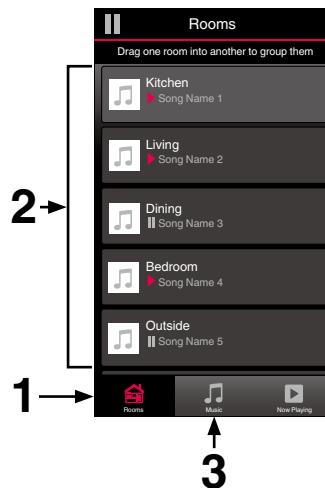 Rooms
Drag one room into another to group them
Kitchen
Song Name 1
Living
Song Name 2
2
Dining
Song Name 3
Bedroom
Song Name 4
Outside
Song Name 5
1
Rooms
Music
Now Playing
3